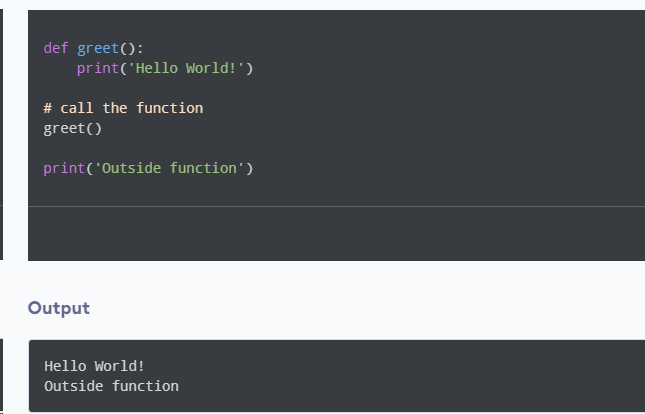 def greet():
    print('Hello World!')
# call the function
greet()
print('Outside function')
Output
Hello World!
Outside function